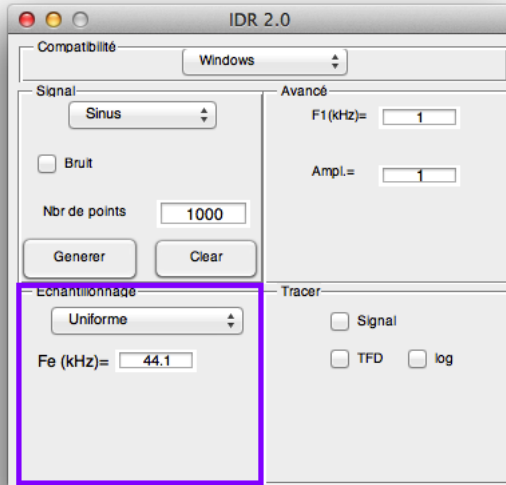 IDR 2.0
Compatibilité
Windows
Signal
Sinus
Bruit
Nbr de points 1000
Generer Clear
Avancé
F1(kHz)= 1
Ampl.= 1
Echantillonnage
Uniforme
Fe (kHz)= 44.1
Tracer
Signal
TFD log